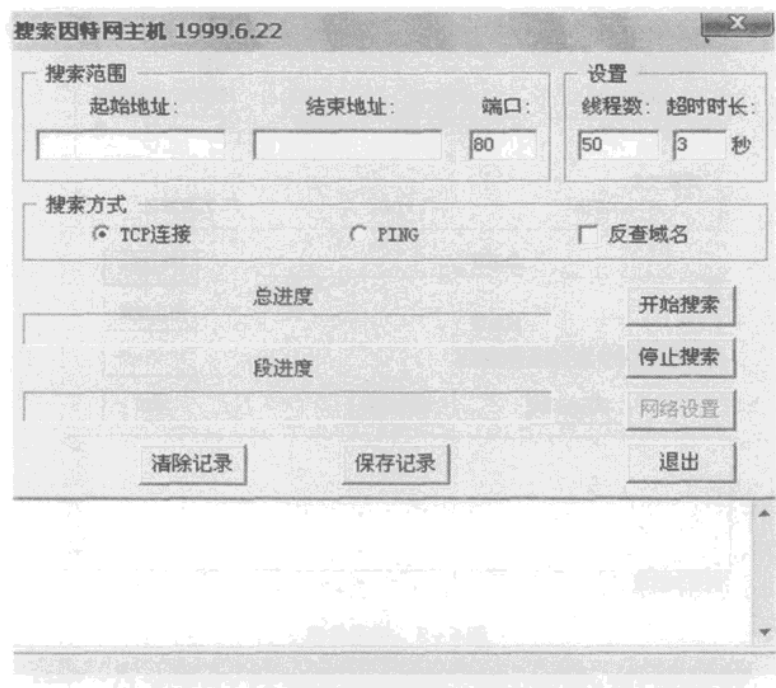 搜索因特网主机 1999.6.22
搜索范围
设置
起始地址: 结束地址: 端口: 线程数: 超时时长:
80 50 3 秒
搜索方式
TCP连接 PING 反查域名
总进度
开始搜索
停止搜索
段进度
网络设置
清除记录 保存记录 退出